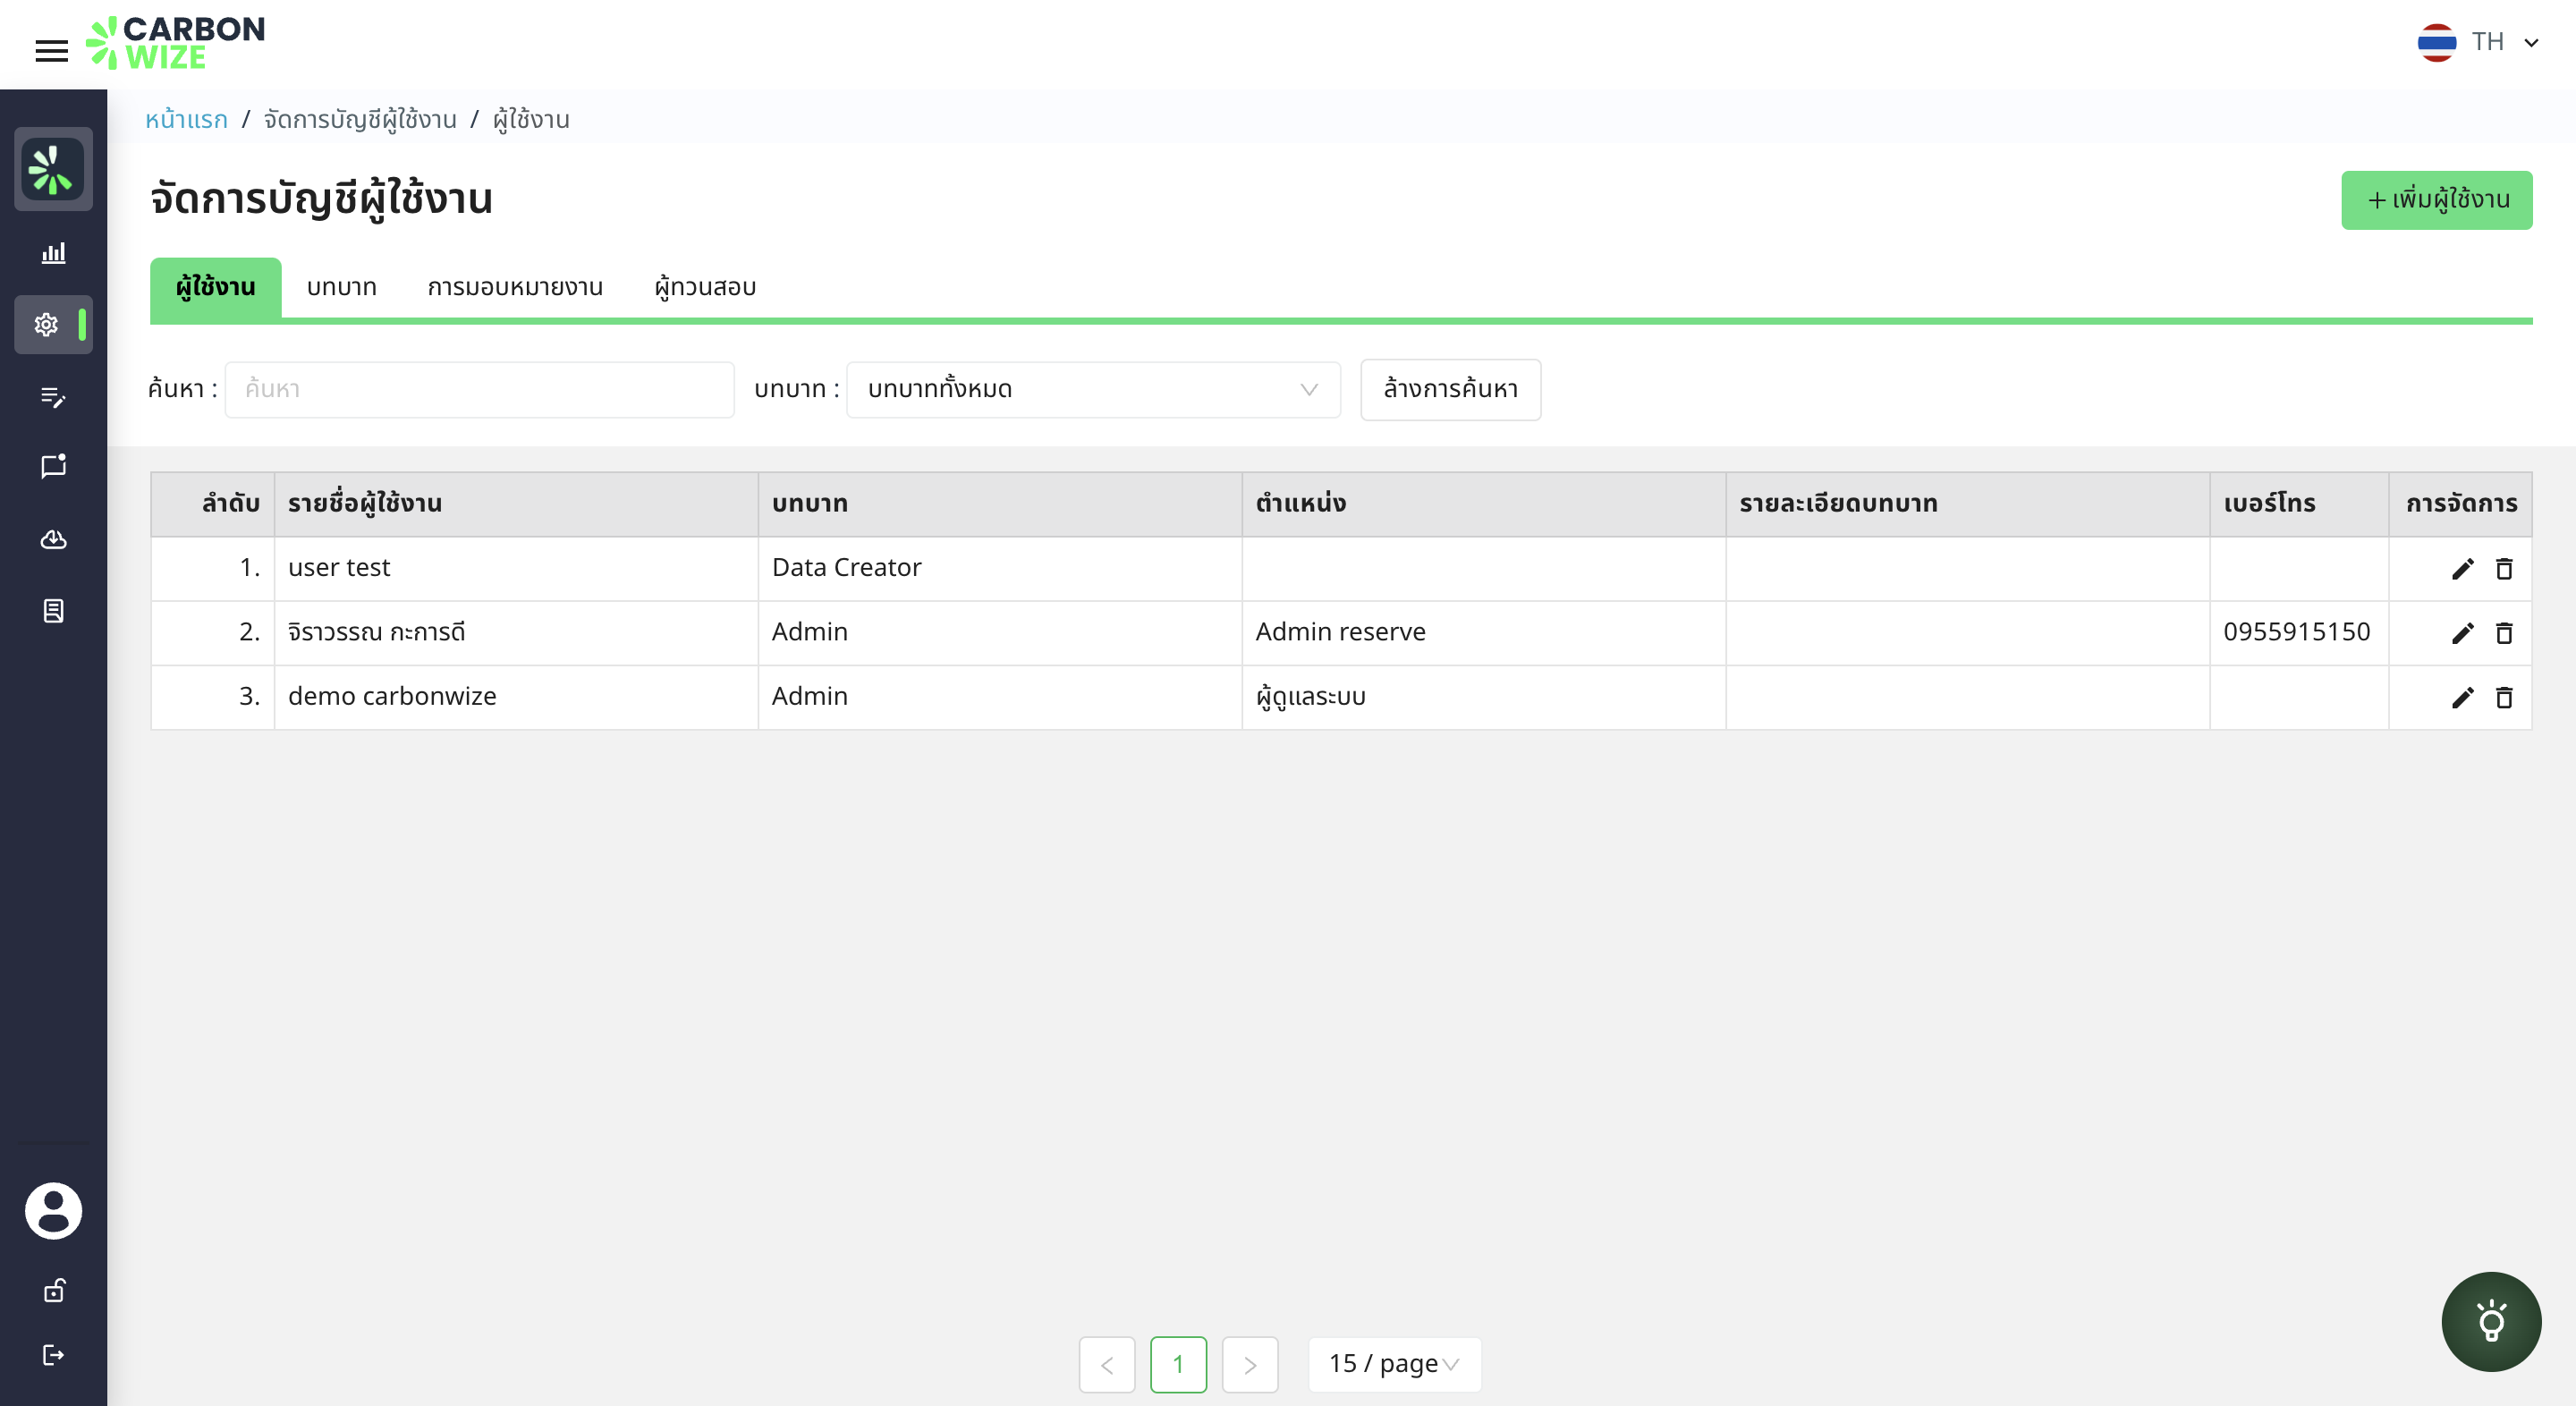 CARBON
WIZE
TH
หน้าแรก / จัดการบัญชีผู้ใช้งาน / ผู้ใช้งาน
จัดการบัญชีผู้ใช้งาน
+ เพิ่มผู้ใช้งาน
ผู้ใช้งาน บทบาท การมอบหมายงาน ผู้ทวนสอบ
ค้นหา : ค้นหา บทบาท : บทบาททั้งหมด ล้างการค้นหา
ลำดับ รายชื่อผู้ใช้งาน บทบาท ตำแหน่ง รายละเอียดบทบาท เบอร์โทร การจัดการ
1. user test Data Creator
2. จิราวรรณ กะการดี Admin Admin reserve 0955915150
3. demo carbonwize Admin ผู้ดูแลระบบ
< 1 > 15 / page